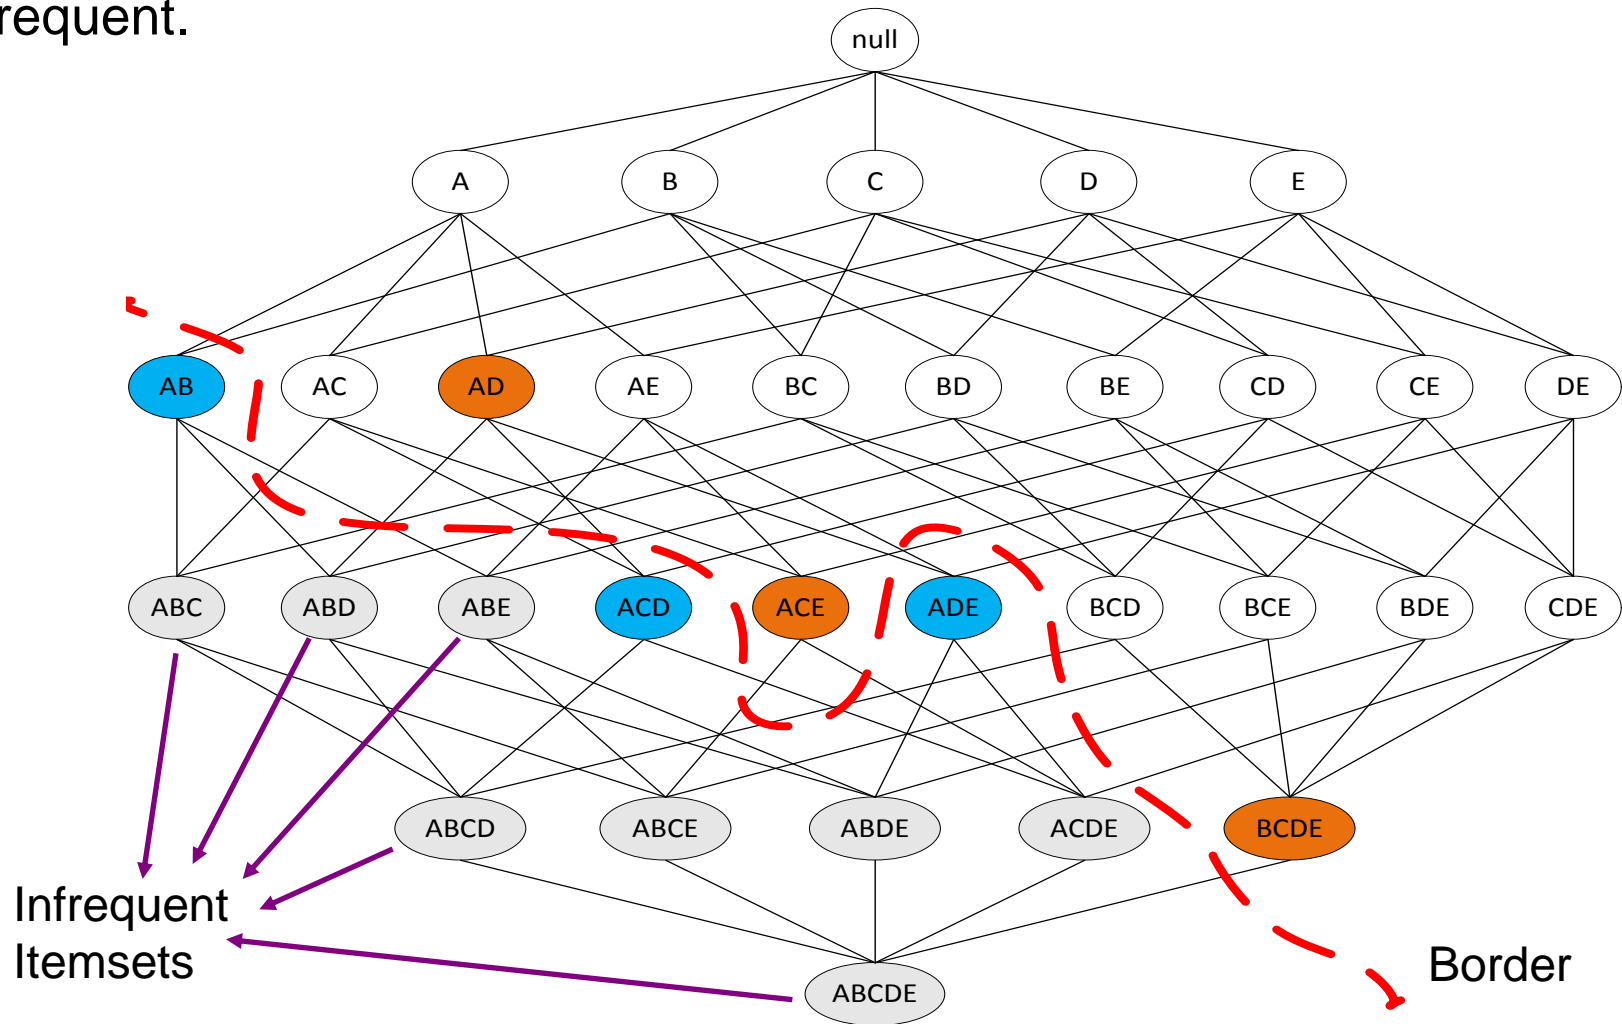 requent.
null
A B C D E
AB AC AD AE BC BD BE CD CE DE
ABC ABD ABE ACD ACE ADE BCD BCE BDE CDE
ABCD ABCE ABDE ACDE BCDE
Infrequent
Itemsets
Border
ABCDE